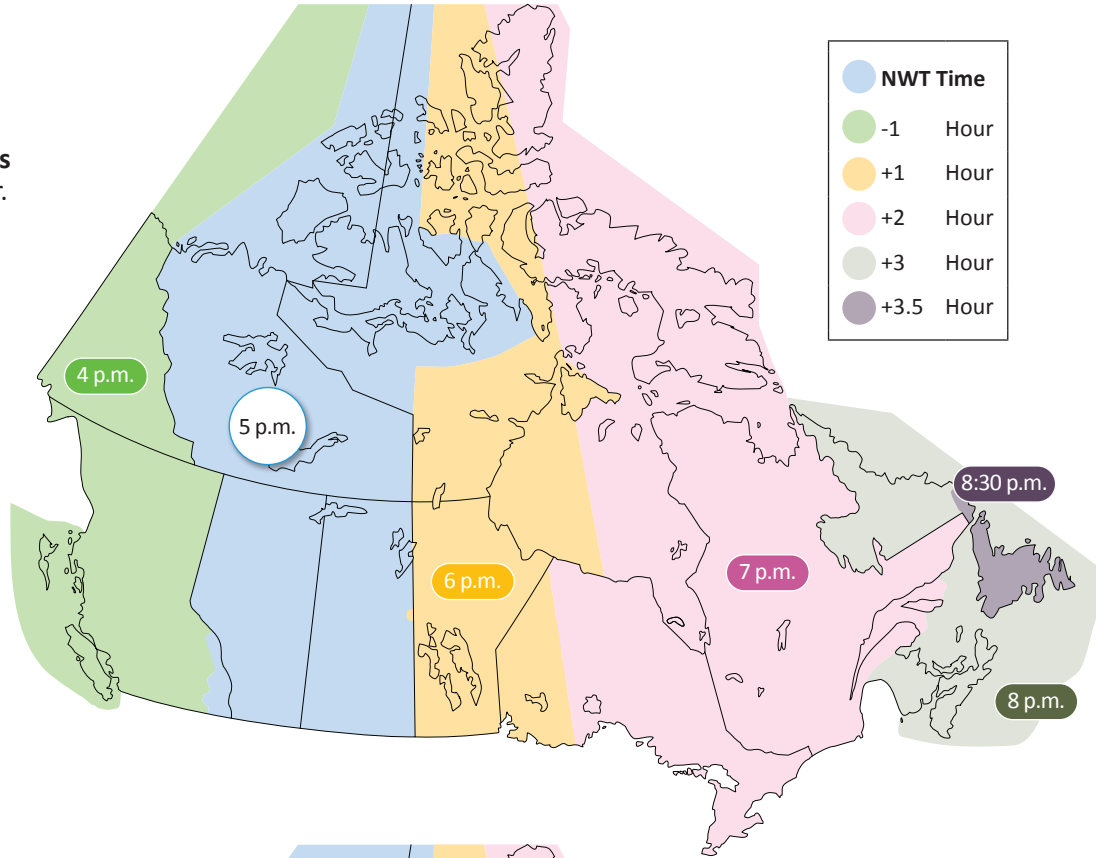 s
r.
NWT Time
-1 Hour
+1 Hour
+2 Hour
+3 Hour
+3.5 Hour
4 p.m.
5 p.m.
6 p.m.
7 p.m.
8:30 p.m.
8 p.m.